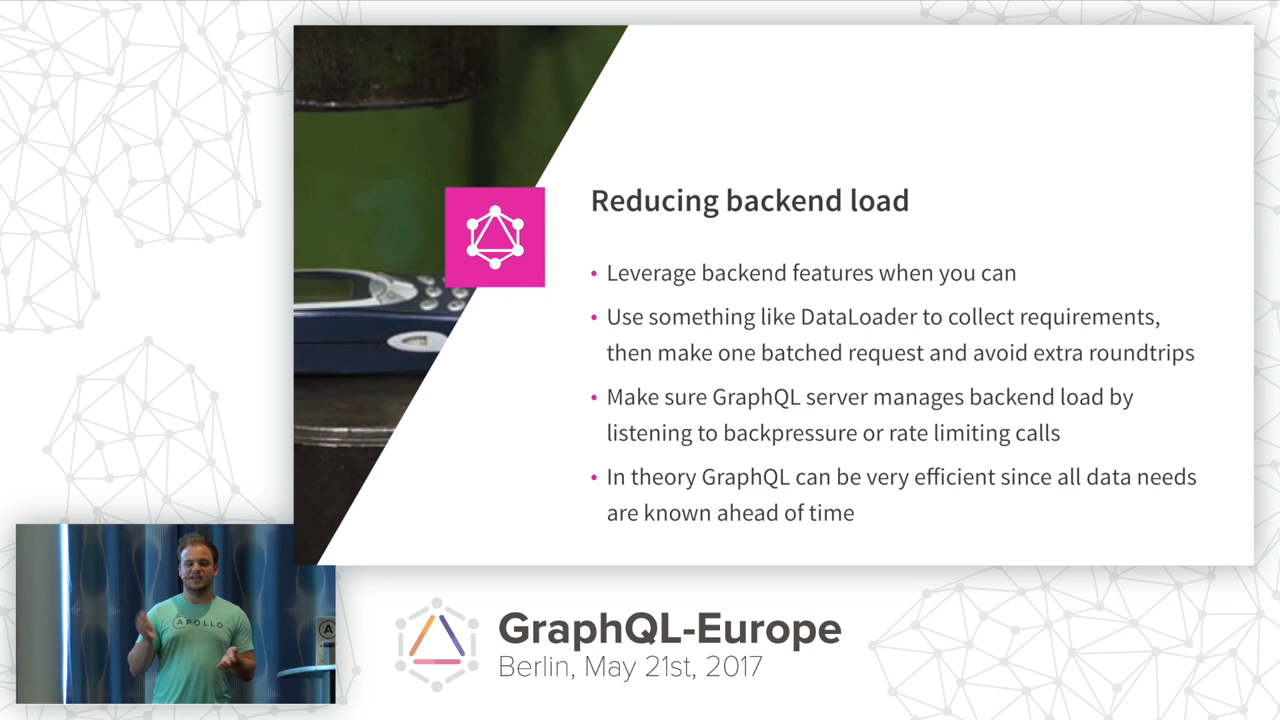 Reducing backend load
• Leverage backend features when you can
• Use something like DataLoader to collect requirements,
then make one batched request and avoid extra roundtrips
• Make sure GraphQL server manages backend load by
listening to backpressure or rate limiting calls
• In theory GraphQL can be very efficient since all data needs
are known ahead of time
APOLLO
A
GraphQL-Europe
Berlin, May 21st, 2017